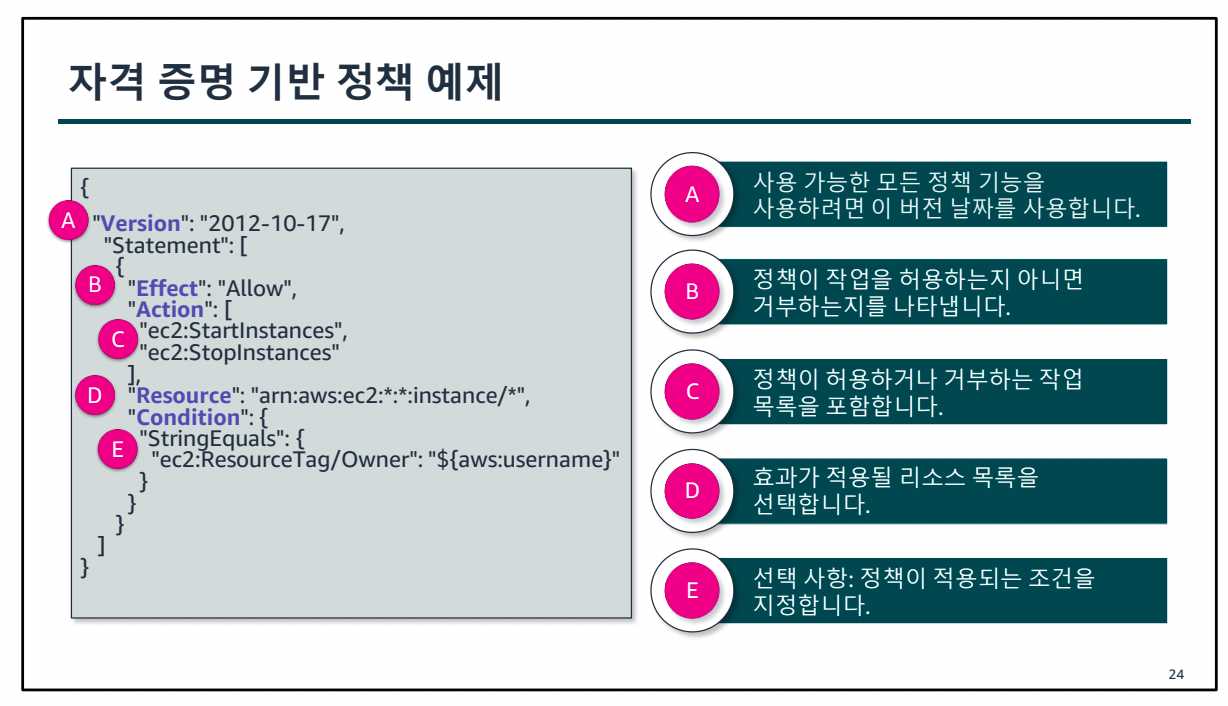 자격 증명 기반 정책 예제
{
A "Version": "2012-10-17",
"Statement": [
{
B "Effect": "Allow",
"Action": [
C "ec2:StartInstances",
"ec2:StopInstances"
],
D "Resource": "arn:aws:ec2:*:*:instance/*",
"Condition": {
E "StringEquals": {
"ec2:ResourceTag/Owner": "${aws:username}"
}
}
}
]
}
A 사용 가능한 모든 정책 기능을
사용하려면 이 버전 날짜를 사용합니다.
B 정책이 작업을 허용하는지 아니면
거부하는지를 나타냅니다.
C 정책이 허용하거나 거부하는 작업
목록을 포함합니다.
D 효과가 적용될 리소스 목록을
선택합니다.
E 선택 사항: 정책이 적용되는 조건을
지정합니다.
24